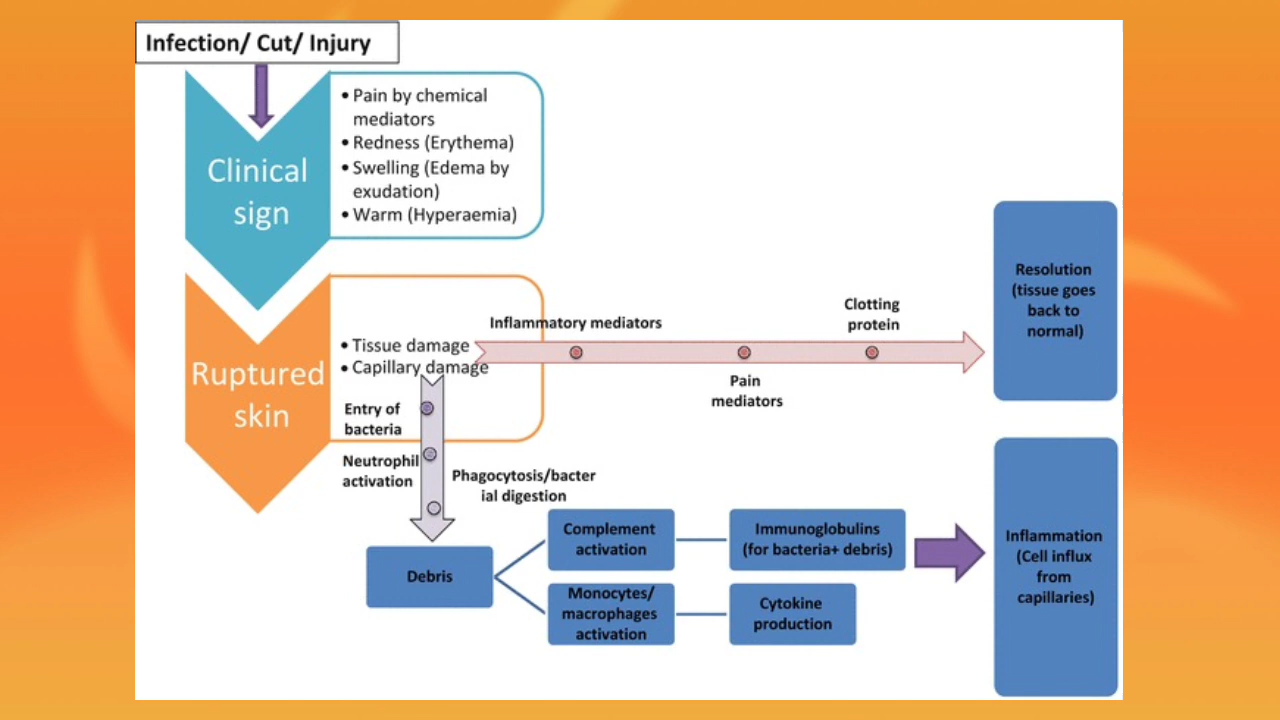 Infection/ Cut/ Injury
Clinical
sign
• Pain by chemical
mediators
• Redness (Erythema)
• Swelling (Edema by
exudation)
• Warm (Hyperaemia)
Ruptured
skin
• Tissue damage
• Capillary damage
Inflammatory mediators
Pain
mediators
Clotting
protein
Resolution
(tissue goes
back to
normal)
Entry of
bacteria
Neutrophil
activation
Phagocytosis/bacter
ial digestion
Debris
Complement
activation
Immunoglobulins
(for bacteria+ debris)
Monocytes/
macrophages
activation
Cytokine
production
Inflammation
(Cell influx
from
capillaries)